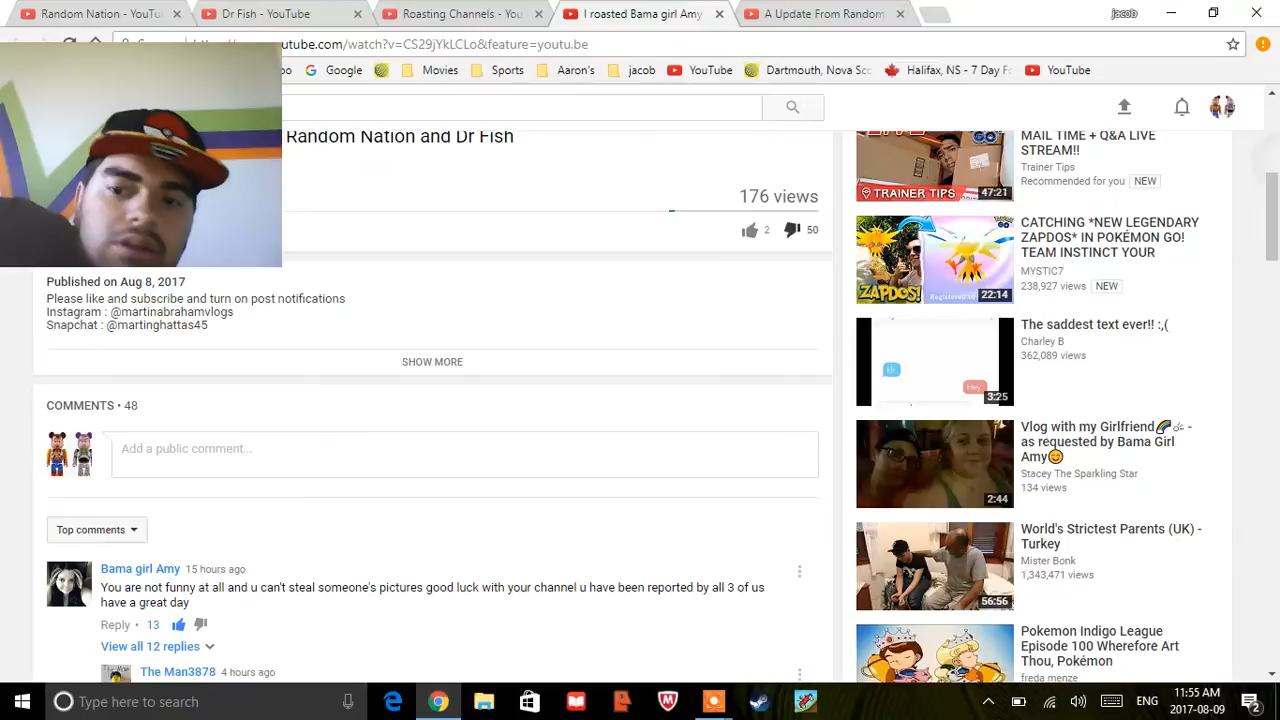 Random Nation - YouT
Dr Fish - YouTube
Roasting Channels - You
I roasted Bama girl Amy
A Update From Random
jacob
utube.com/watch?v=CS29jYkLCLo&feature=youtu.be
Google
Movies
Sports
Aaron's
jacob
YouTube
Dartmouth, Nova Sc
Halifax, NS - 7 Day F
YouTube
Random Nation and Dr Fish
176 views
2
50
Published on Aug 8, 2017
Please like and subscribe and turn on post notifications
Instagram : @martinabrahamvlogs
Snapchat : @martinghattas45
SHOW MORE
COMMENTS • 48
Add a public comment...
Top comments
Bama girl Amy 15 hours ago
You are not funny at all and u can't steal someone's pictures good luck with your channel u have been reported by all 3 of us
have a great day
Reply • 13
View all 12 replies
The Man3878 4 hours ago
MAIL TIME + Q&A LIVE
STREAM!!
Trainer Tips
Recommended for you NEW
TRAINER TIPS
47:21
CATCHING *NEW LEGENDARY
ZAPDOS* IN POKÉMON GO!
TEAM INSTINCT YOUR
MYSTIC7
238,927 views NEW
ZAPDOS!
Registered to
22:14
The saddest text ever!! :,(
Charley B
362,089 views
Hey
3:25
Vlog with my Girlfriend🌈 -
as requested by Bama Girl
Amy😊
Stacey The Sparkling Star
134 views
2:44
World's Strictest Parents (UK) -
Turkey
Mister Bonk
1,343,471 views
56:56
Pokemon Indigo League
Episode 100 Wherefore Art
Thou, Pokémon
freda menze
Type here to search
ENG
11:55 AM
2017-08-09
2